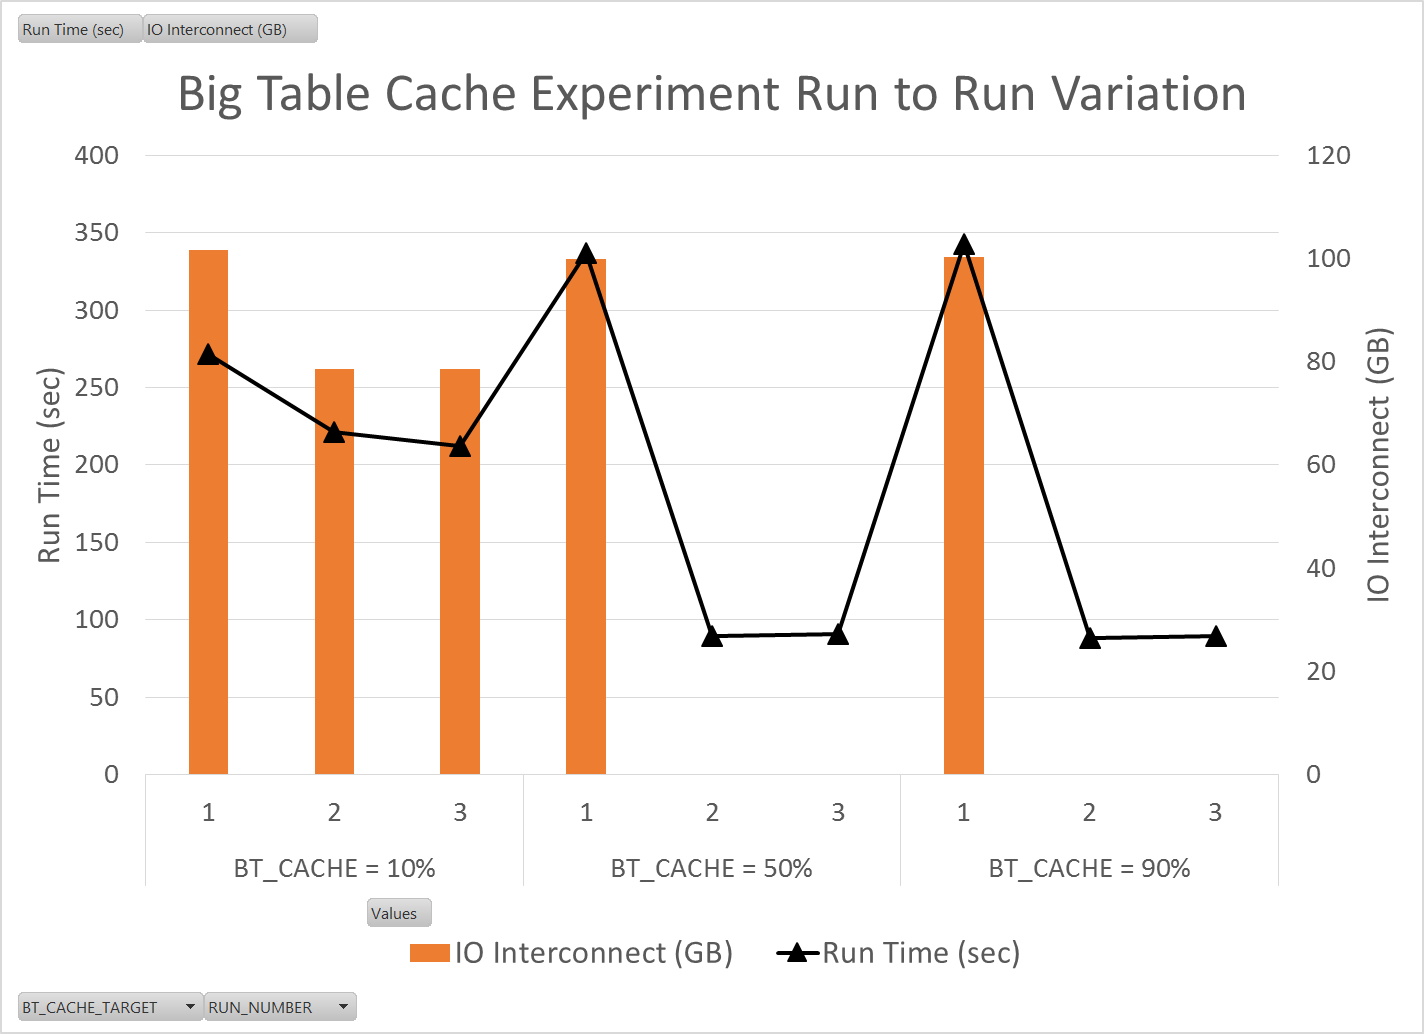 Run Time (sec) IO Interconnect (GB)
Big Table Cache Experiment Run to Run Variation
400 120
350
100
300
80
250
200 60
150
40
100
20
50
0 0
Run Time (sec)
IO Interconnect (GB)
1 2 3 1 2 3 1 2 3
BT_CACHE = 10% BT_CACHE = 50% BT_CACHE = 90%
Values
IO Interconnect (GB) Run Time (sec)
BT_CACHE_TARGET RUN_NUMBER